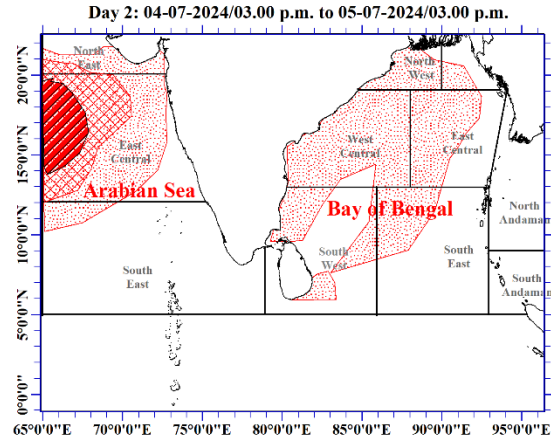 Day 2: 04-07-2024/03.00 p.m. to 05-07-2024/03.00 p.m.
North
East
North
West
East
Central
West
Central
East
Central
Arabian Sea
Bay of Bengal
North
Andaman
South
East
South
West
South
East
South
Andaman
20°0'0"N
15°0'0"N
10°0'0"N
5°0'0"N
0°0'0"
65°0'0"E
70°0'0"E
75°0'0"E
80°0'0"E
85°0'0"E
90°0'0"E
95°0'0"E